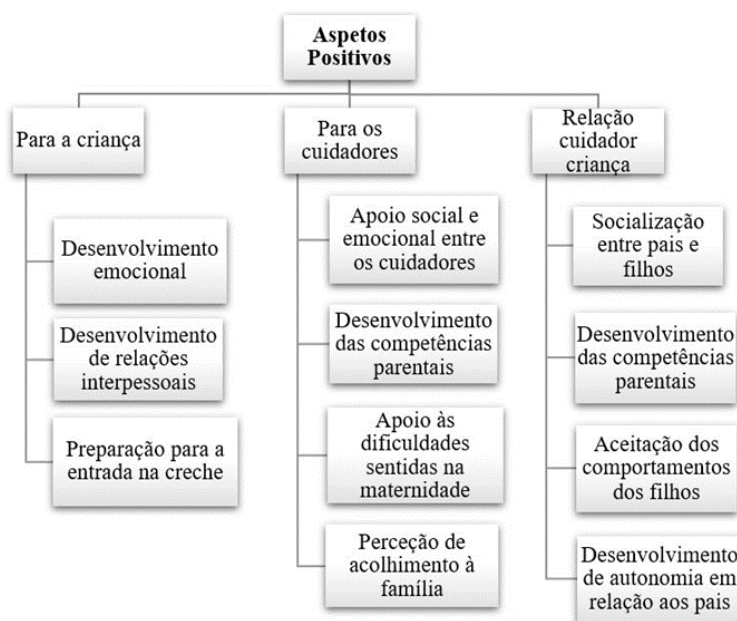 Aspetos
Positivos
Para a criança
Para os
cuidadores
Relação
cuidador
criança
Desenvolvimento
emocional
Desenvolvimento
de relações
interpessoais
Preparação para a
entrada na creche
Apoio social e
emocional entre
os cuidadores
Desenvolvimento
das competências
parentais
Apoio às
dificuldades
sentidas na
maternidade
Perceção de
acolhimento à
família
Socialização
entre pais e
filhos
Desenvolvimento
das competências
parentais
Aceitação dos
comportamentos
dos filhos
Desenvolvimento
de autonomia em
relação aos pais